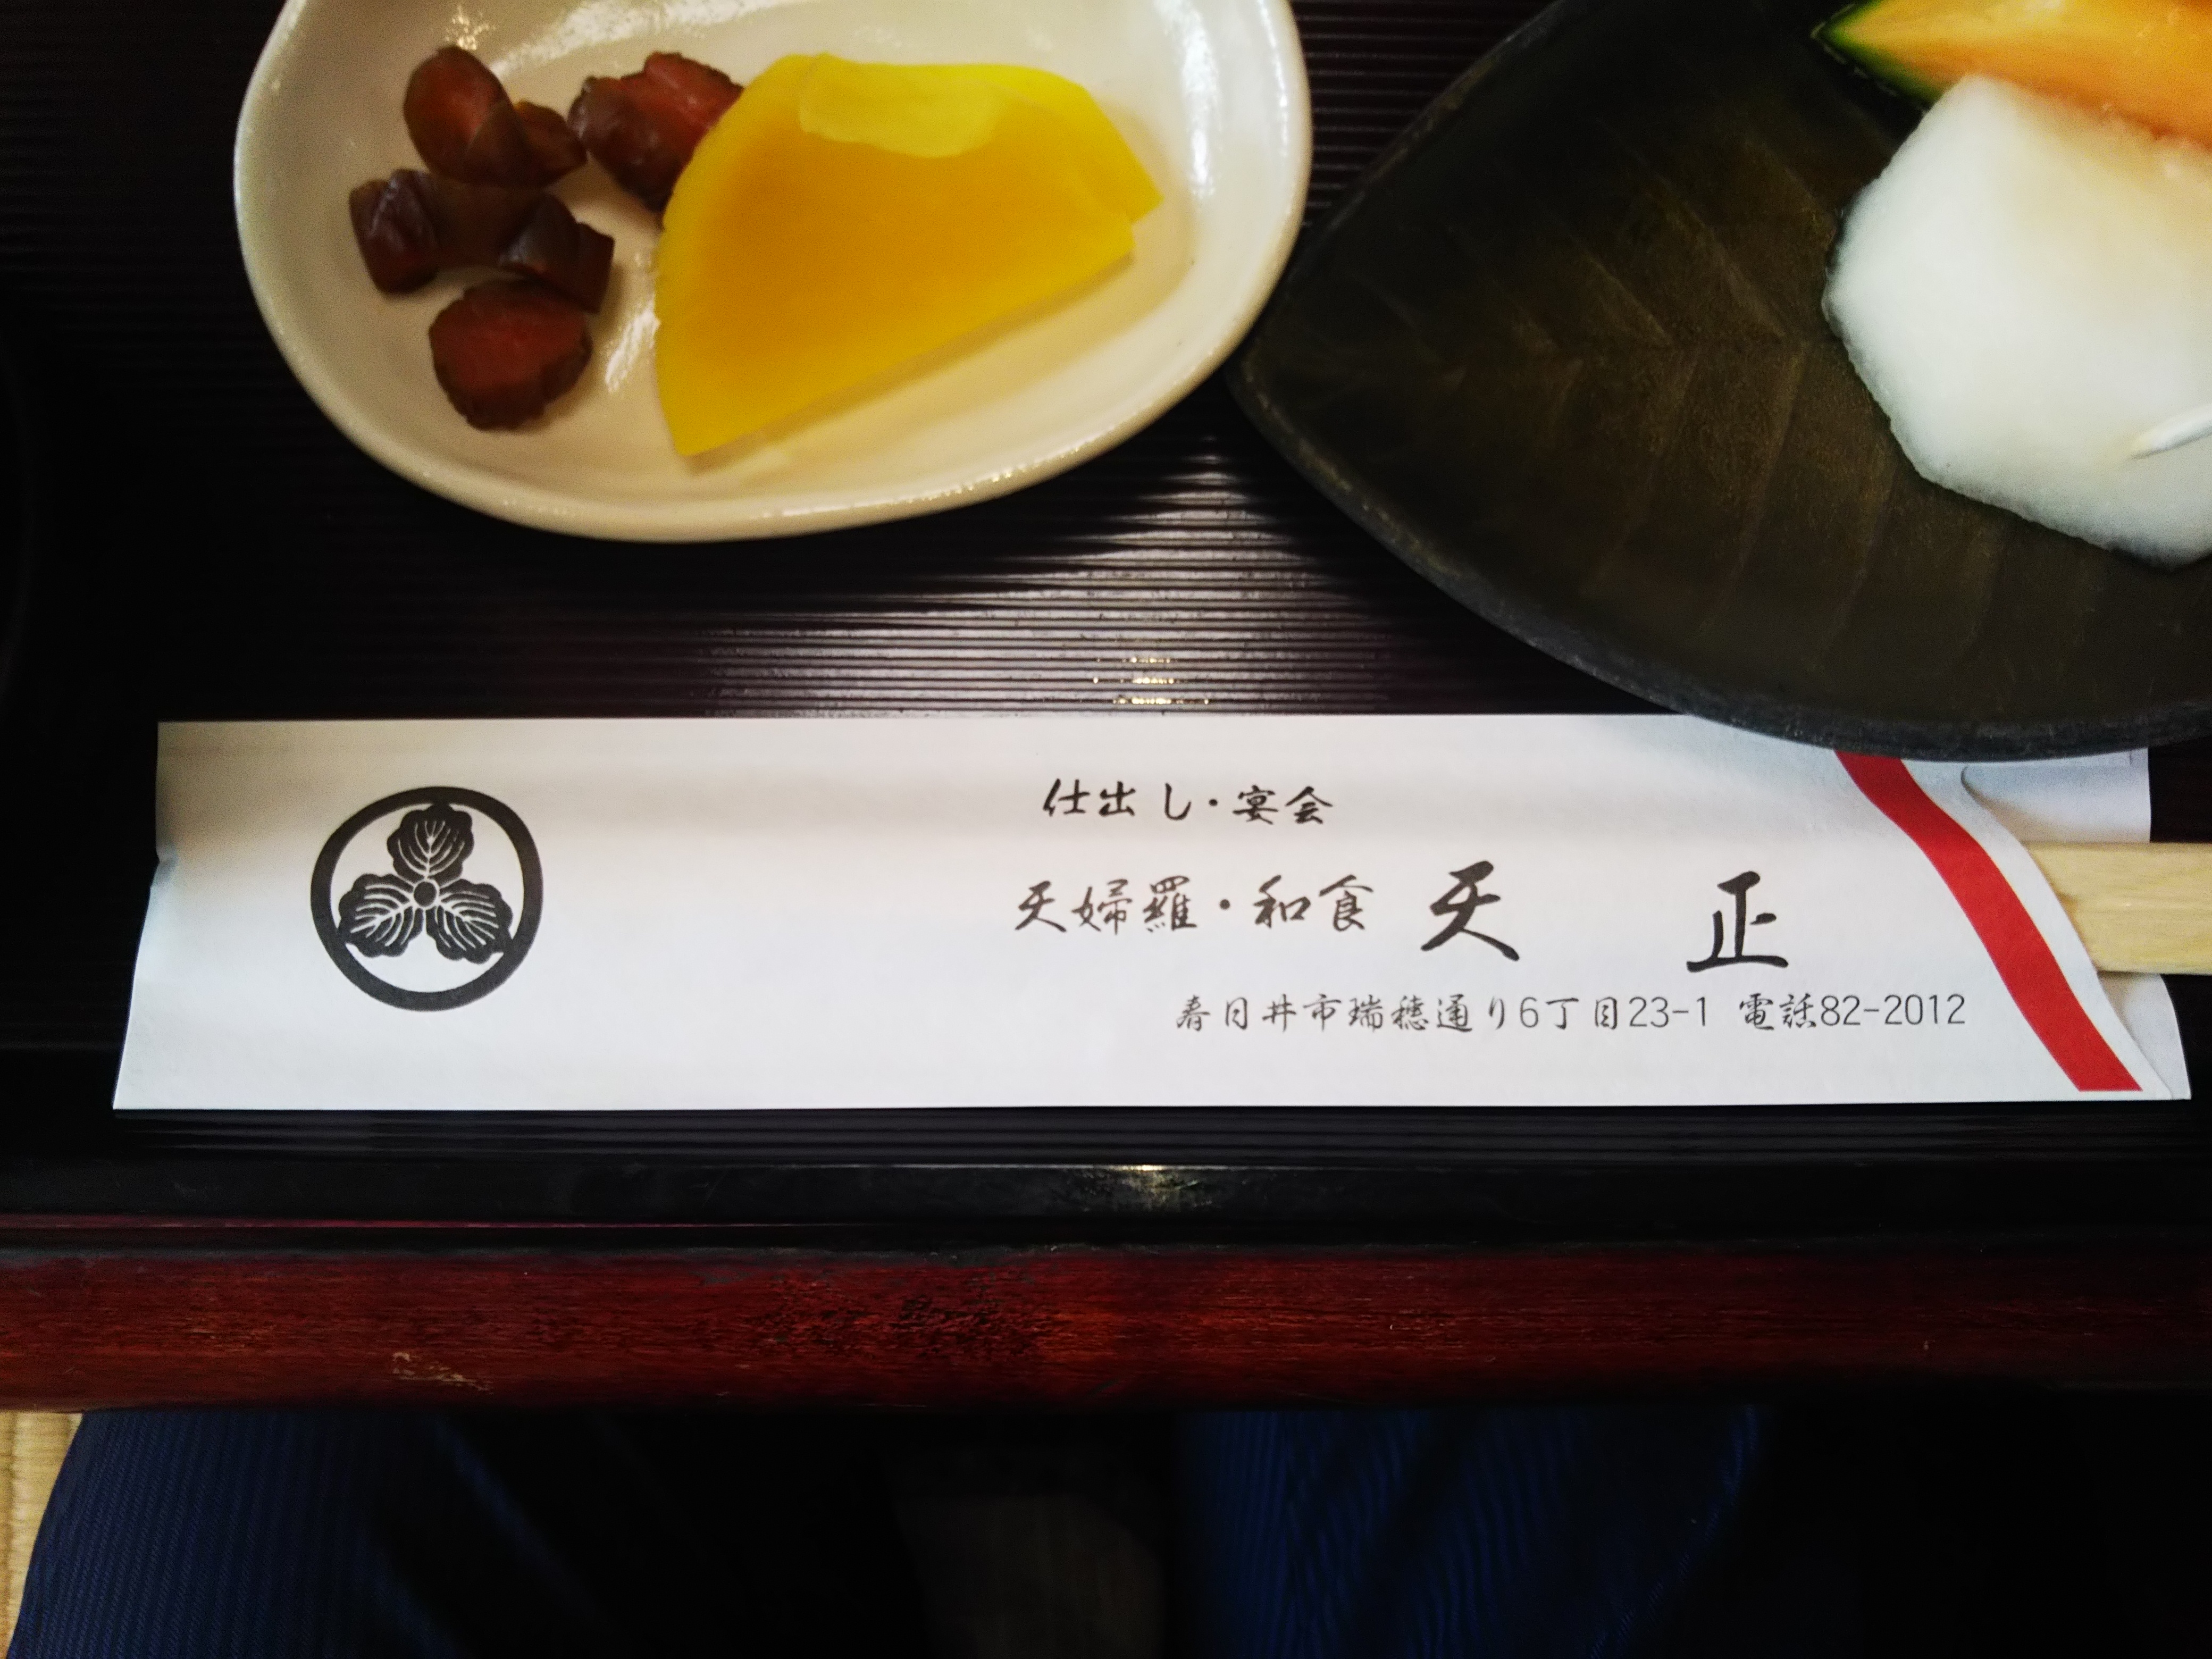 仕出し・宴会
天婦羅・和食 天 正
春日井市瑞穂通り6丁目23-1 電話82-2012